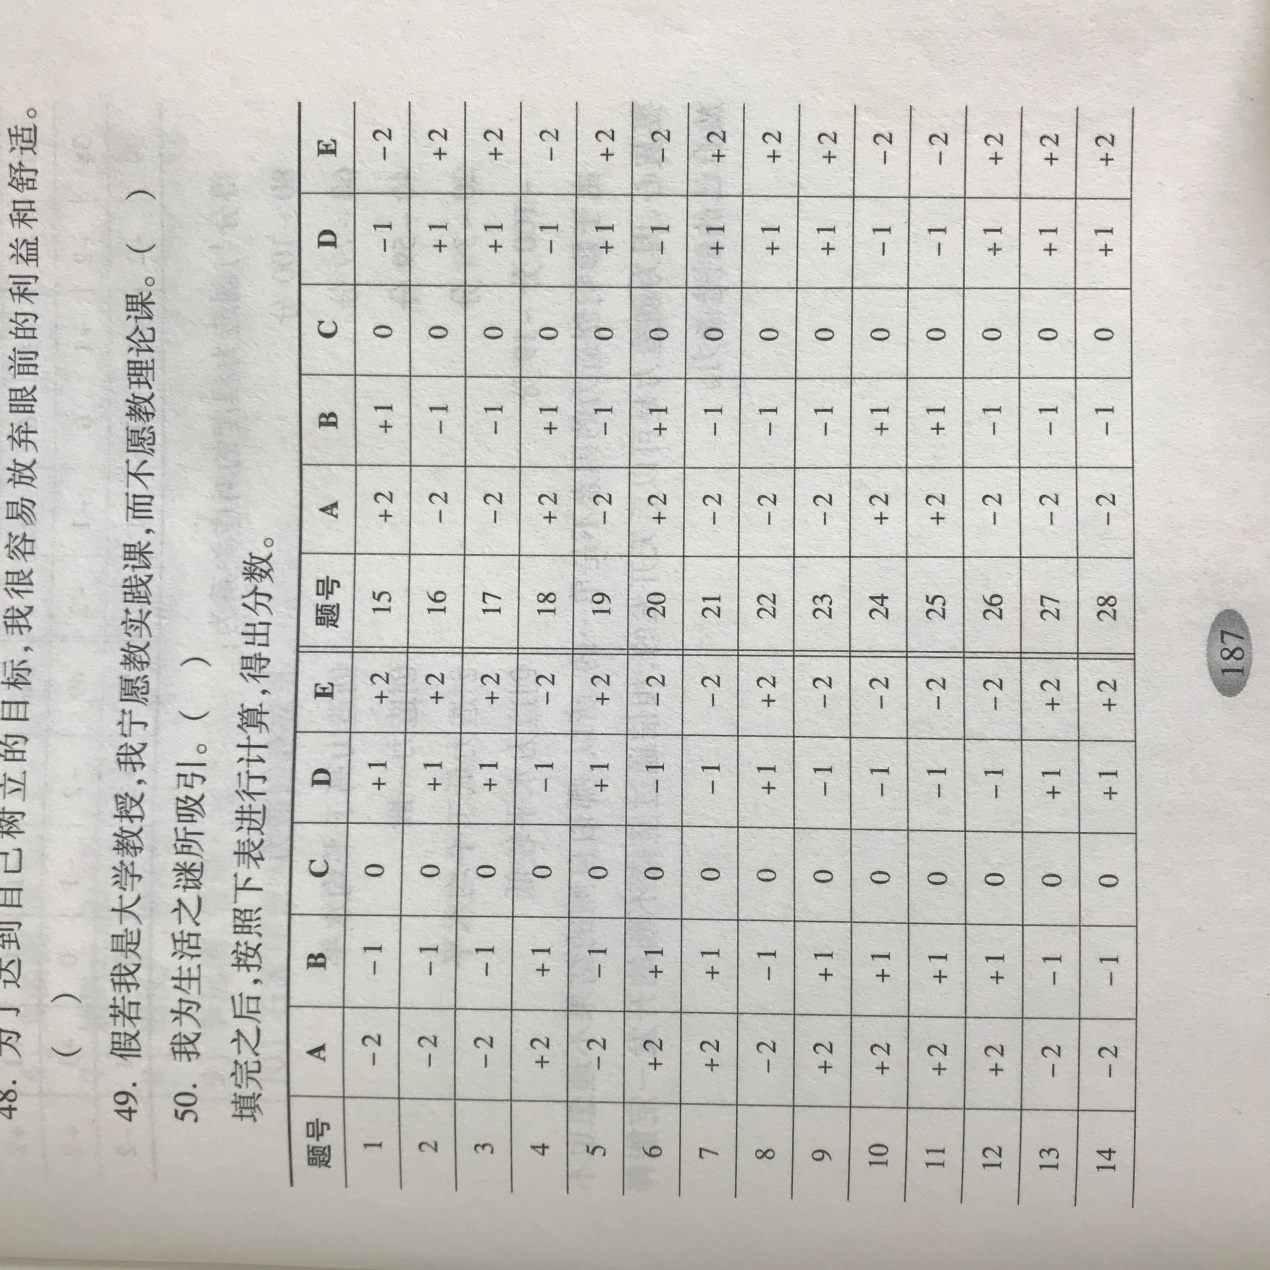 48. 为了达到自己树立的目标,我很容易放弃眼前的利益和舒适。
( )
49. 假若我是大学教授,我宁愿教实践课,而不愿教理论课。( )
50. 我为生活之谜所吸引。( )
填完之后,按照下表进行计算,得出分数。
题号 A B C D E 题号 A B C D E
1 −2 −1 0 +1 +2 15 +2 +1 0 −1 −2
2 −2 −1 0 +1 +2 16 −2 −1 0 +1 +2
3 −2 −1 0 +1 +2 17 −2 −1 0 +1 +2
4 +2 +1 0 −1 −2 18 +2 +1 0 −1 −2
5 −2 −1 0 +1 +2 19 −2 −1 0 +1 +2
6 +2 +1 0 −1 −2 20 +2 +1 0 −1 −2
7 +2 +1 0 −1 −2 21 −2 −1 0 +1 +2
8 −2 −1 0 +1 +2 22 −2 −1 0 +1 +2
9 +2 +1 0 −1 −2 23 −2 −1 0 +1 +2
10 +2 +1 0 −1 −2 24 +2 +1 0 −1 −2
11 +2 +1 0 −1 −2 25 +2 +1 0 −1 −2
12 +2 +1 0 −1 −2 26 −2 −1 0 +1 +2
13 −2 −1 0 +1 +2 27 −2 −1 0 +1 +2
14 −2 −1 0 +1 +2 28 −2 −1 0 +1 +2
187